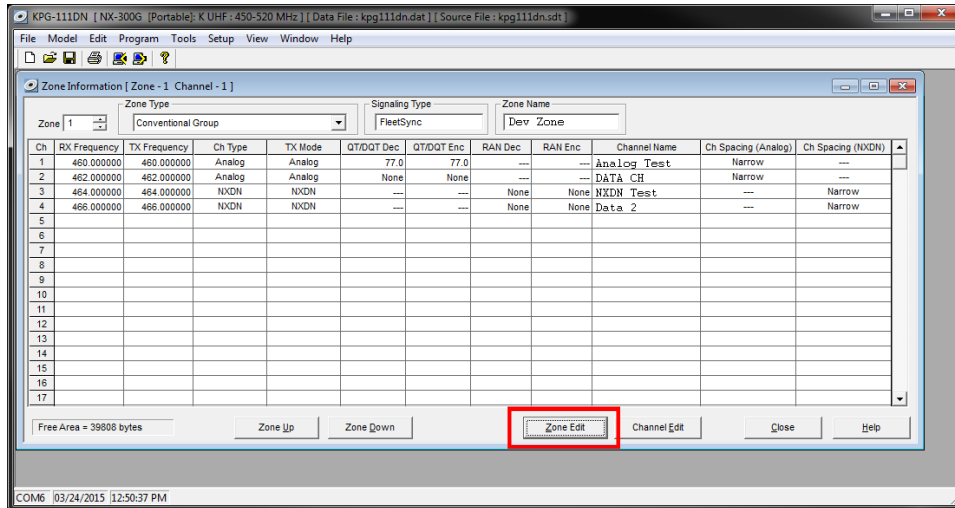 KPG-111DN [ NX-300G [Portable]: K UHF : 450-520 MHz ] [ Data File : kpg111dn.dat ] [ Source File : kpg111dn.sdt ]
File Model Edit Program Tools Setup View Window Help
Zone Information [ Zone - 1 Channel - 1 ]
Zone Type Signaling Type Zone Name
Zone 1 Conventional Group FleetSync Dev Zone
Ch RX Frequency TX Frequency Ch Type TX Mode QT/DQT Dec QT/DQT Enc RAN Dec RAN Enc Channel Name Ch Spacing (Analog) Ch Spacing (NXDN)
1 460.000000 460.000000 Analog Analog 77.0 77.0 --- --- Analog Test Narrow ---
2 462.000000 462.000000 Analog Analog None None --- --- DATA CH Narrow ---
3 464.000000 464.000000 NXDN NXDN --- --- None None NXDN Test --- Narrow
4 466.000000 466.000000 NXDN NXDN --- --- None None Data 2 --- Narrow
5
6
7
8
9
10
11
12
13
14
15
16
17
Free Area = 39808 bytes Zone Up Zone Down Zone Edit Channel Edit Close Help
COM6 03/24/2015 12:50:37 PM